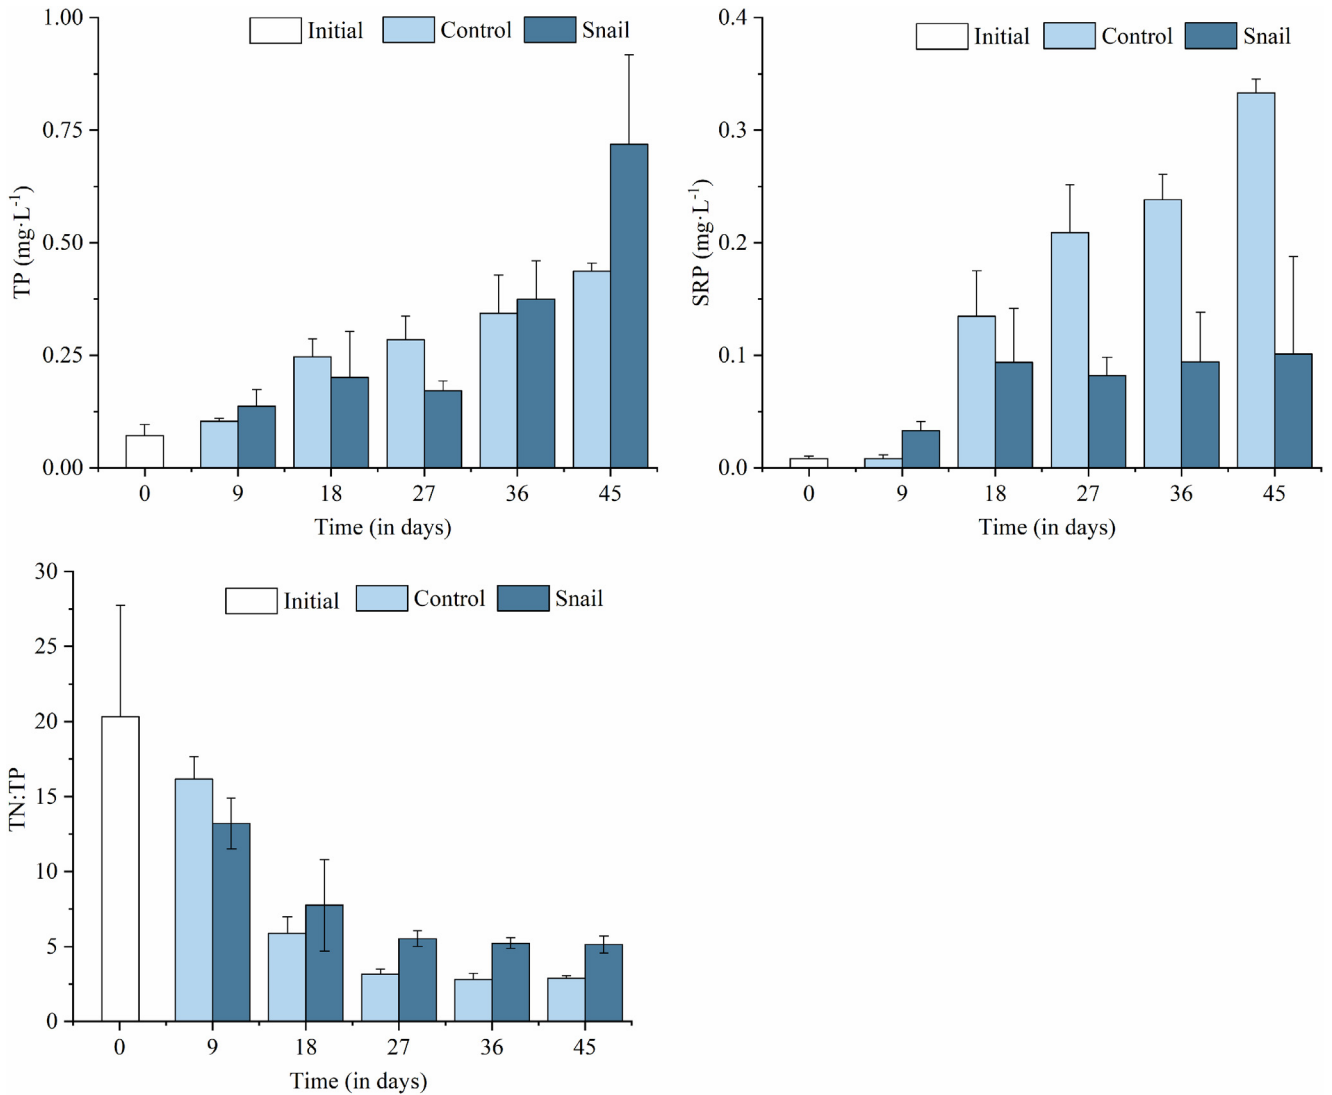 1.00
0.75
0.50
0.25
0.00
TP (mg·L⁻¹)
Initial Control Snail
0 9 18 27 36 45
Time (in days)
0.4
0.3
0.2
0.1
0.0
SRP (mg·L⁻¹)
Initial Control Snail
0 9 18 27 36 45
Time (in days)
30
25
20
15
10
5
0
TN:TP
Initial Control Snail
0 9 18 27 36 45
Time (in days)